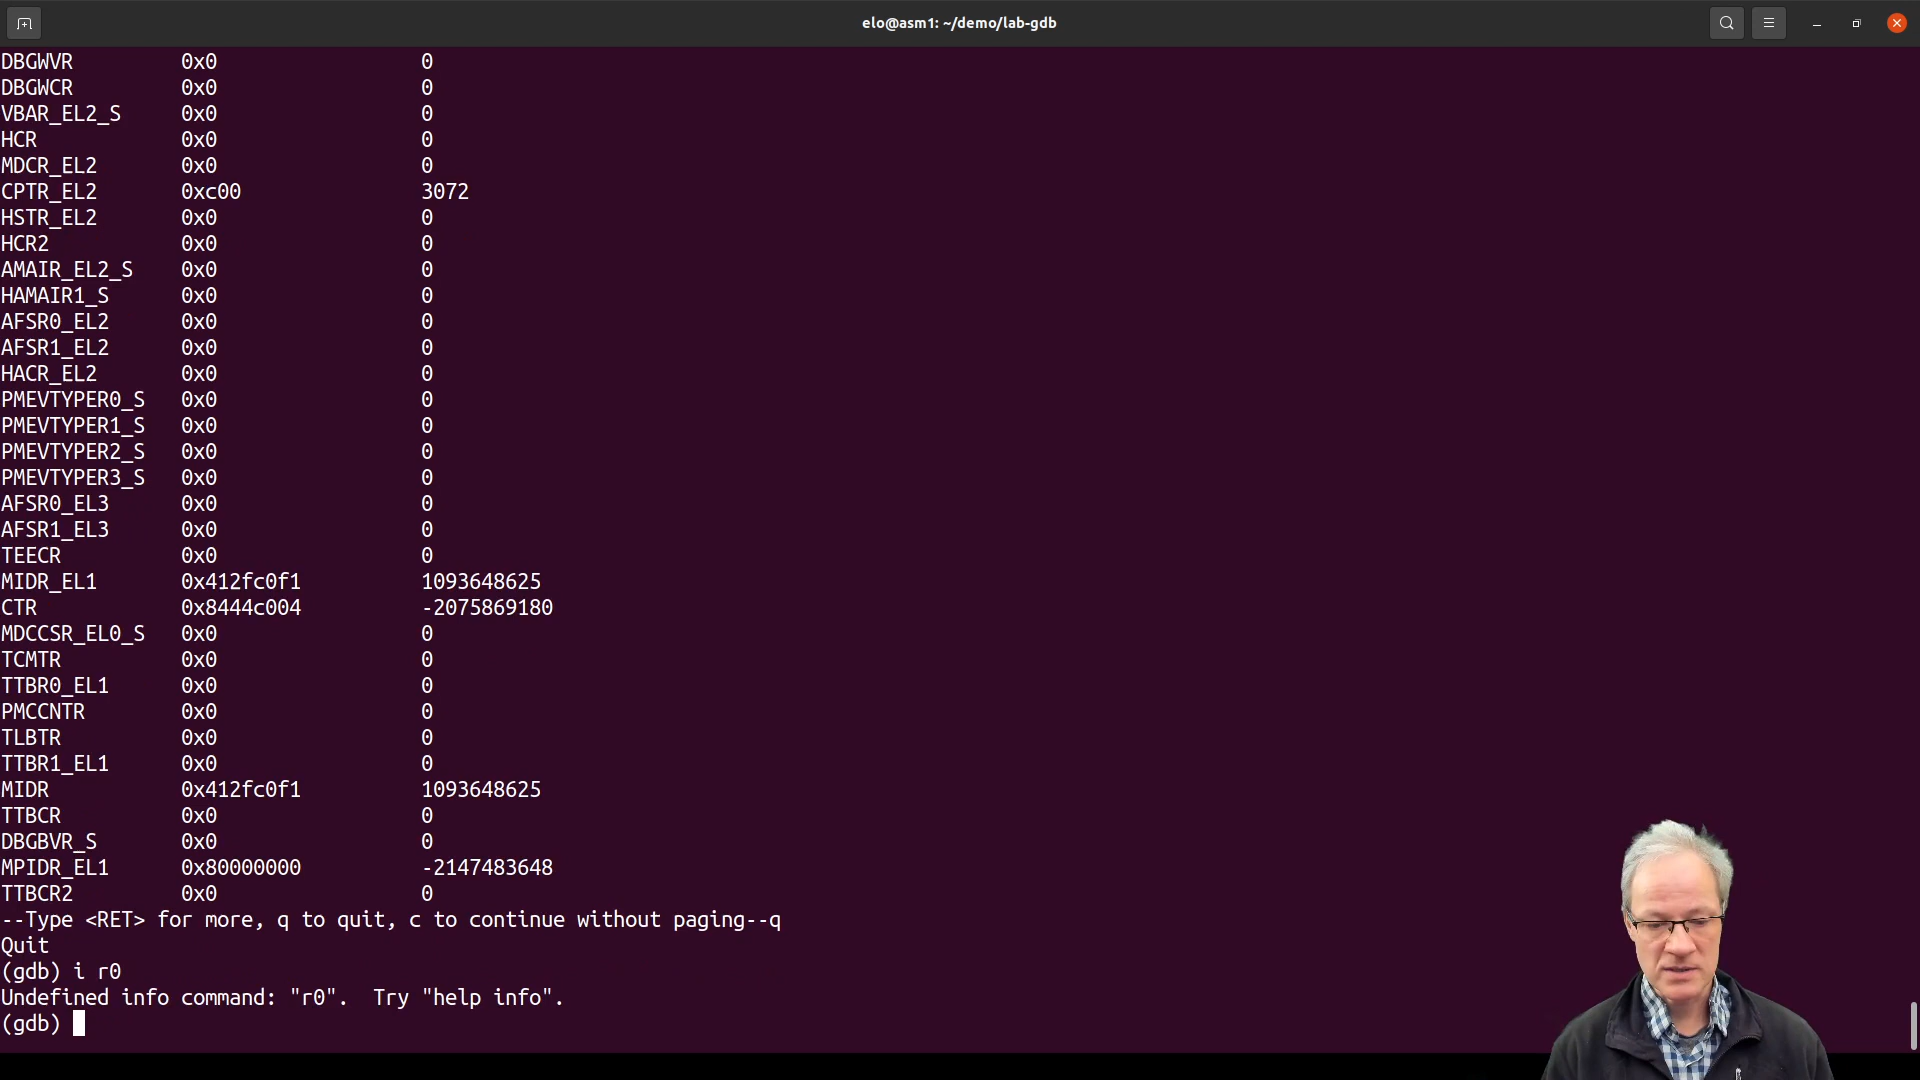 elo@asm1: ~/demo/lab-gdb
DBGWVR 0x0 0
DBGWCR 0x0 0
VBAR_EL2_S 0x0 0
HCR 0x0 0
MDCR_EL2 0x0 0
CPTR_EL2 0xc00 3072
HSTR_EL2 0x0 0
HCR2 0x0 0
AMAIR_EL2_S 0x0 0
HAMAIR1_S 0x0 0
AFSR0_EL2 0x0 0
AFSR1_EL2 0x0 0
HACR_EL2 0x0 0
PMEVTYPER0_S 0x0 0
PMEVTYPER1_S 0x0 0
PMEVTYPER2_S 0x0 0
PMEVTYPER3_S 0x0 0
AFSR0_EL3 0x0 0
AFSR1_EL3 0x0 0
TEECR 0x0 0
MIDR_EL1 0x412fc0f1 1093648625
CTR 0x8444c004 -2075869180
MDCCSR_EL0_S 0x0 0
TCMTR 0x0 0
TTBR0_EL1 0x0 0
PMCCNTR 0x0 0
TLBTR 0x0 0
TTBR1_EL1 0x0 0
MIDR 0x412fc0f1 1093648625
TTBCR 0x0 0
DBGBVR_S 0x0 0
MPIDR_EL1 0x80000000 -2147483648
TTBCR2 0x0 0
--Type <RET> for more, q to quit, c to continue without paging--q
Quit
(gdb) i r0
Undefined info command: "r0".  Try "help info".
(gdb)